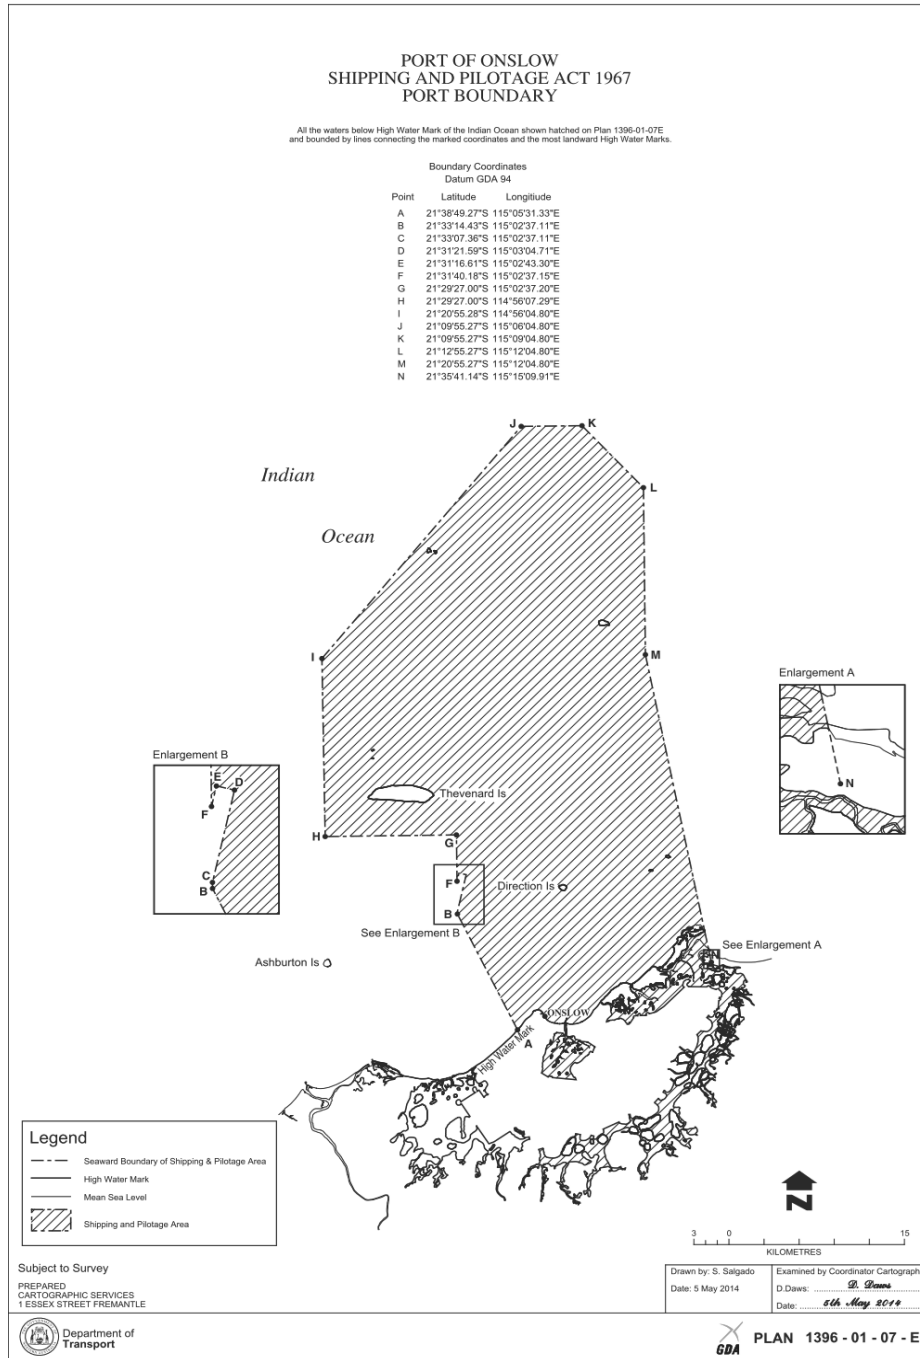 PORT OF ONSLOW
SHIPPING AND PILOTAGE ACT 1967
PORT BOUNDARY
All the waters below High Water Mark of the Indian Ocean shown hatched on Plan 1396-01-07E
and bounded by lines connecting the marked coordinates and the most landward High Water Marks.
Boundary Coordinates
Datum GDA 94
Point Latitude Longitiude
A 21°38'49.27"S 115°05'31.33"E
B 21°33'14.43"S 115°02'37.11"E
C 21°33'07.36"S 115°02'37.11"E
D 21°31'21.59"S 115°03'04.71"E
E 21°31'16.61"S 115°02'43.30"E
F 21°31'40.18"S 115°02'37.15"E
G 21°29'27.00"S 115°02'37.20"E
H 21°29'27.00"S 114°56'07.29"E
I 21°20'55.28"S 114°56'04.80"E
J 21°09'55.27"S 115°06'04.80"E
K 21°09'55.27"S 115°09'04.80"E
L 21°12'55.27"S 115°12'04.80"E
M 21°20'55.27"S 115°12'04.80"E
N 21°35'41.14"S 115°15'09.91"E
J
K
Indian
L
Ocean
I
M
Enlargement A
N
Enlargement B
E
D
F
C
B
Thevenard Is
H
G
F
Direction Is
B
See Enlargement B
See Enlargement A
Ashburton Is
ONSLOW
A
High Water Mark
Legend
Seaward Boundary of Shipping & Pilotage Area
High Water Mark
Mean Sea Level
Shipping and Pilotage Area
N
3 0 15
KILOMETRES
Subject to Survey
PREPARED
CARTOGRAPHIC SERVICES
1 ESSEX STREET FREMANTLE
Drawn by: S. Salgado
Date: 5 May 2014
Examined by Coordinator Cartograph
D.Daws: D. Daws
Date: 5th May 2014
Department of
Transport
GDA
PLAN 1396 - 01 - 07 - E